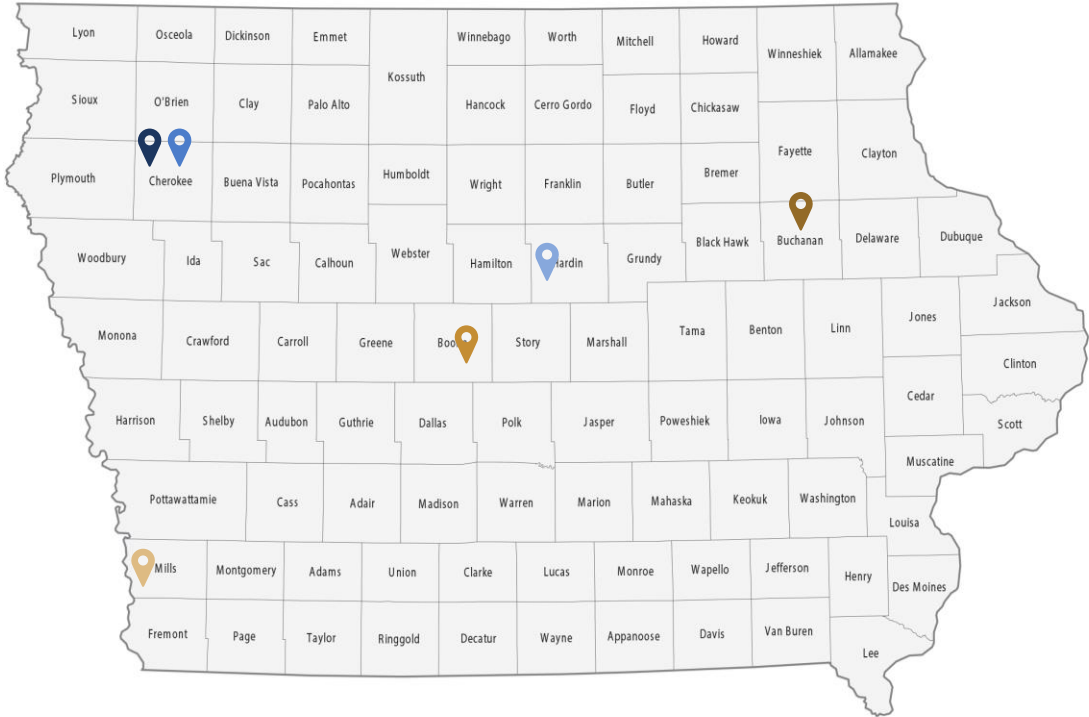 Lyon
Osceola
Dickinson
Emmet
Kossuth
Winnebago
Worth
Mitchell
Howard
Winneshiek
Allamakee
Sioux
O'Brien
Clay
Palo Alto
Hancock
Cerro Gordo
Floyd
Chickasaw
Fayette
Clayton
Plymouth
Cherokee
Buena Vista
Pocahontas
Humboldt
Wright
Franklin
Butler
Bremer
Woodbury
Ida
Sac
Calhoun
Webster
Hamilton
ardin
Grundy
Black Hawk
Buchanan
Delaware
Dubuque
Monona
Crawford
Carroll
Greene
Boo
Story
Marshall
Tama
Benton
Linn
Jones
Jackson
Clinton
Harrison
Shelby
Audubon
Guthrie
Dallas
Polk
Jasper
Poweshiek
Iowa
Johnson
Cedar
Scott
Muscatine
Pottawattamie
Cass
Adair
Madison
Warren
Marion
Mahaska
Keokuk
Washington
Louisa
Mills
Montgomery
Adams
Union
Clarke
Lucas
Monroe
Wapello
Jefferson
Henry
Des Moines
Fremont
Page
Taylor
Ringgold
Decatur
Wayne
Appanoose
Davis
Van Buren
Lee